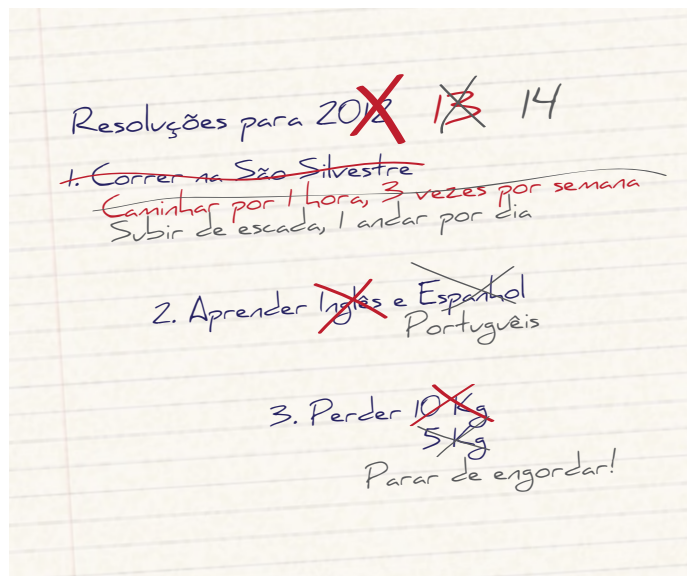 Resoluções para 2012 13 14
1. Correr na São Silvestre
Caminhar por 1 hora, 3 vezes por semana
Subir de escada, 1 andar por dia
2. Aprender Inglês e Espanhol
Portuguêis
3. Perder 10 Kg
5 Kg
Parar de engordar!